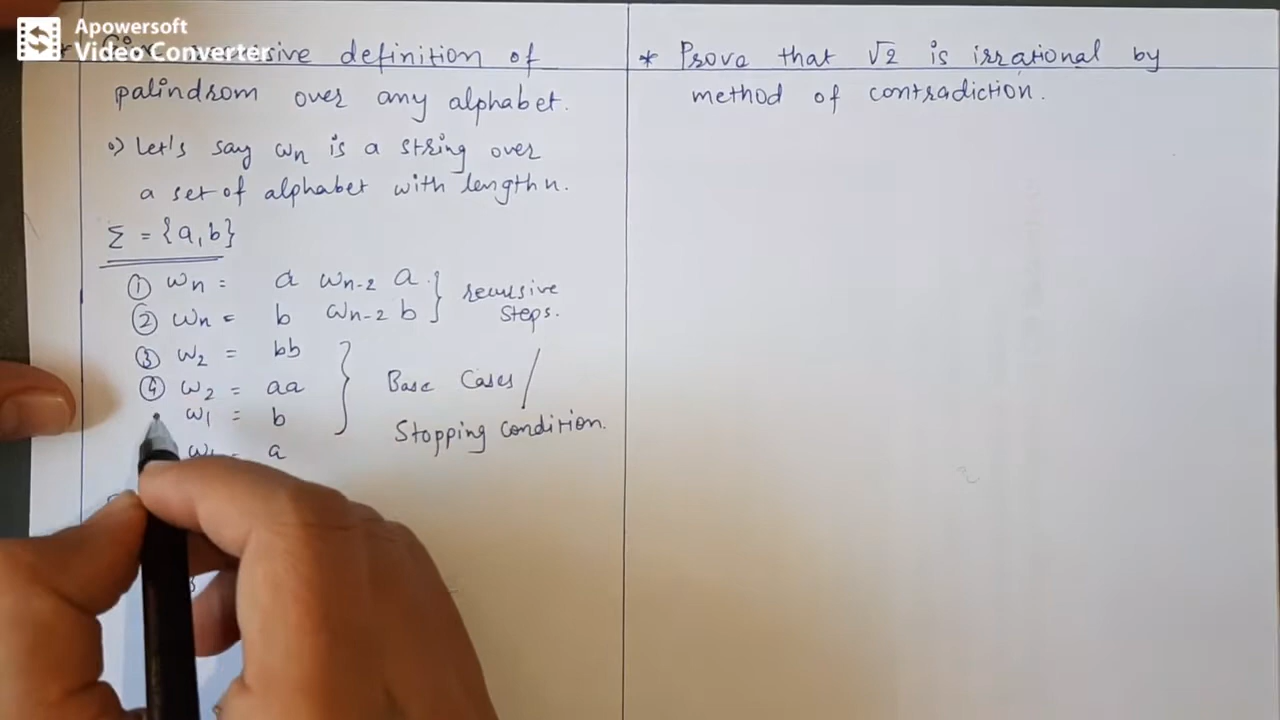 Apowersoft
Video Converter
* definition of
palindrom over any alphabet.
Let's say wn is a string over
a set of alphabet with length n.
Σ = {a, b}
① wn = a wn-2 a
② wn = b wn-2 b } recursive steps.
③ w2 = bb
④ w2 = aa } Base Cases /
w1 = b Stopping condition.
a
* Prove that √2 is irrational by
method of contradiction.